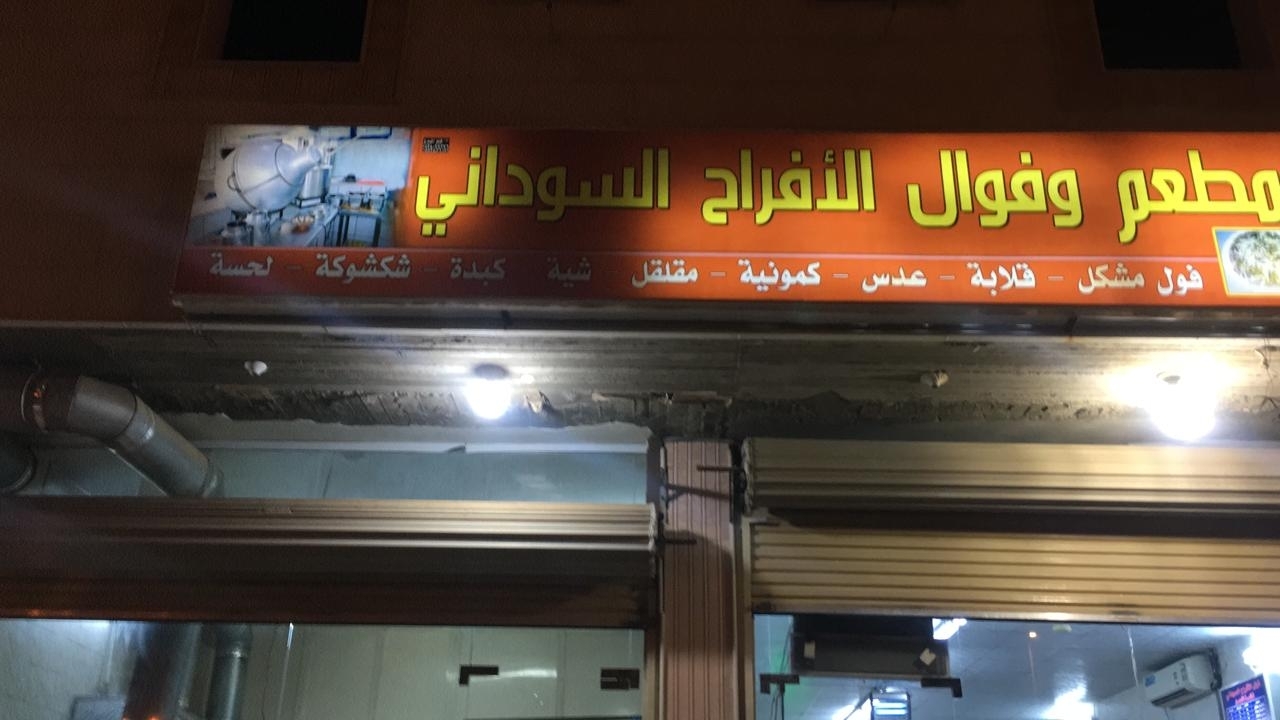 مطعم وفوال الأفراح السوداني
فول مشكل - قلابة - عدس - كمونية - مقلقل - شية كبدة - شكشوكة - لحسة